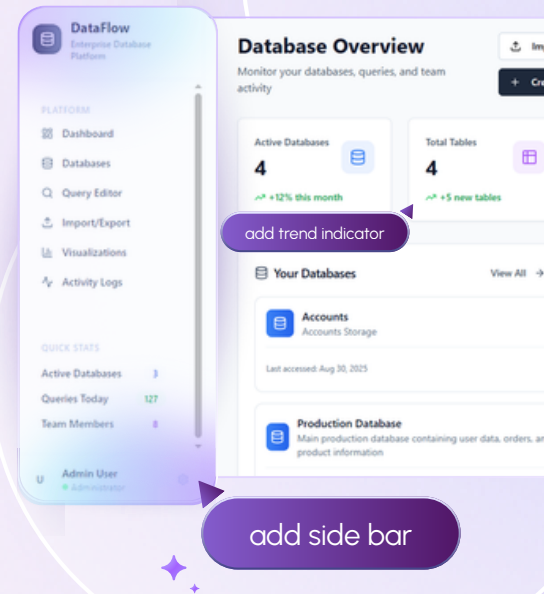 DataFlow
Enterprise Database
Platform
PLATFORM
Dashboard
Databases
Query Editor
Import/Export
Visualizations
Activity Logs
QUICK STATS
Active Databases 3
Queries Today 127
Team Members 8
U
Admin User
Administrator
Database Overview
Monitor your databases, queries, and team
activity
Active Databases
4
+12% this month
Total Tables
4
+5 new tables
add trend indicator
Your Databases
View All
Accounts
Accounts Storage
Last accessed: Aug 30, 2025
Production Database
Main production database containing user data, orders,
product information
add side bar